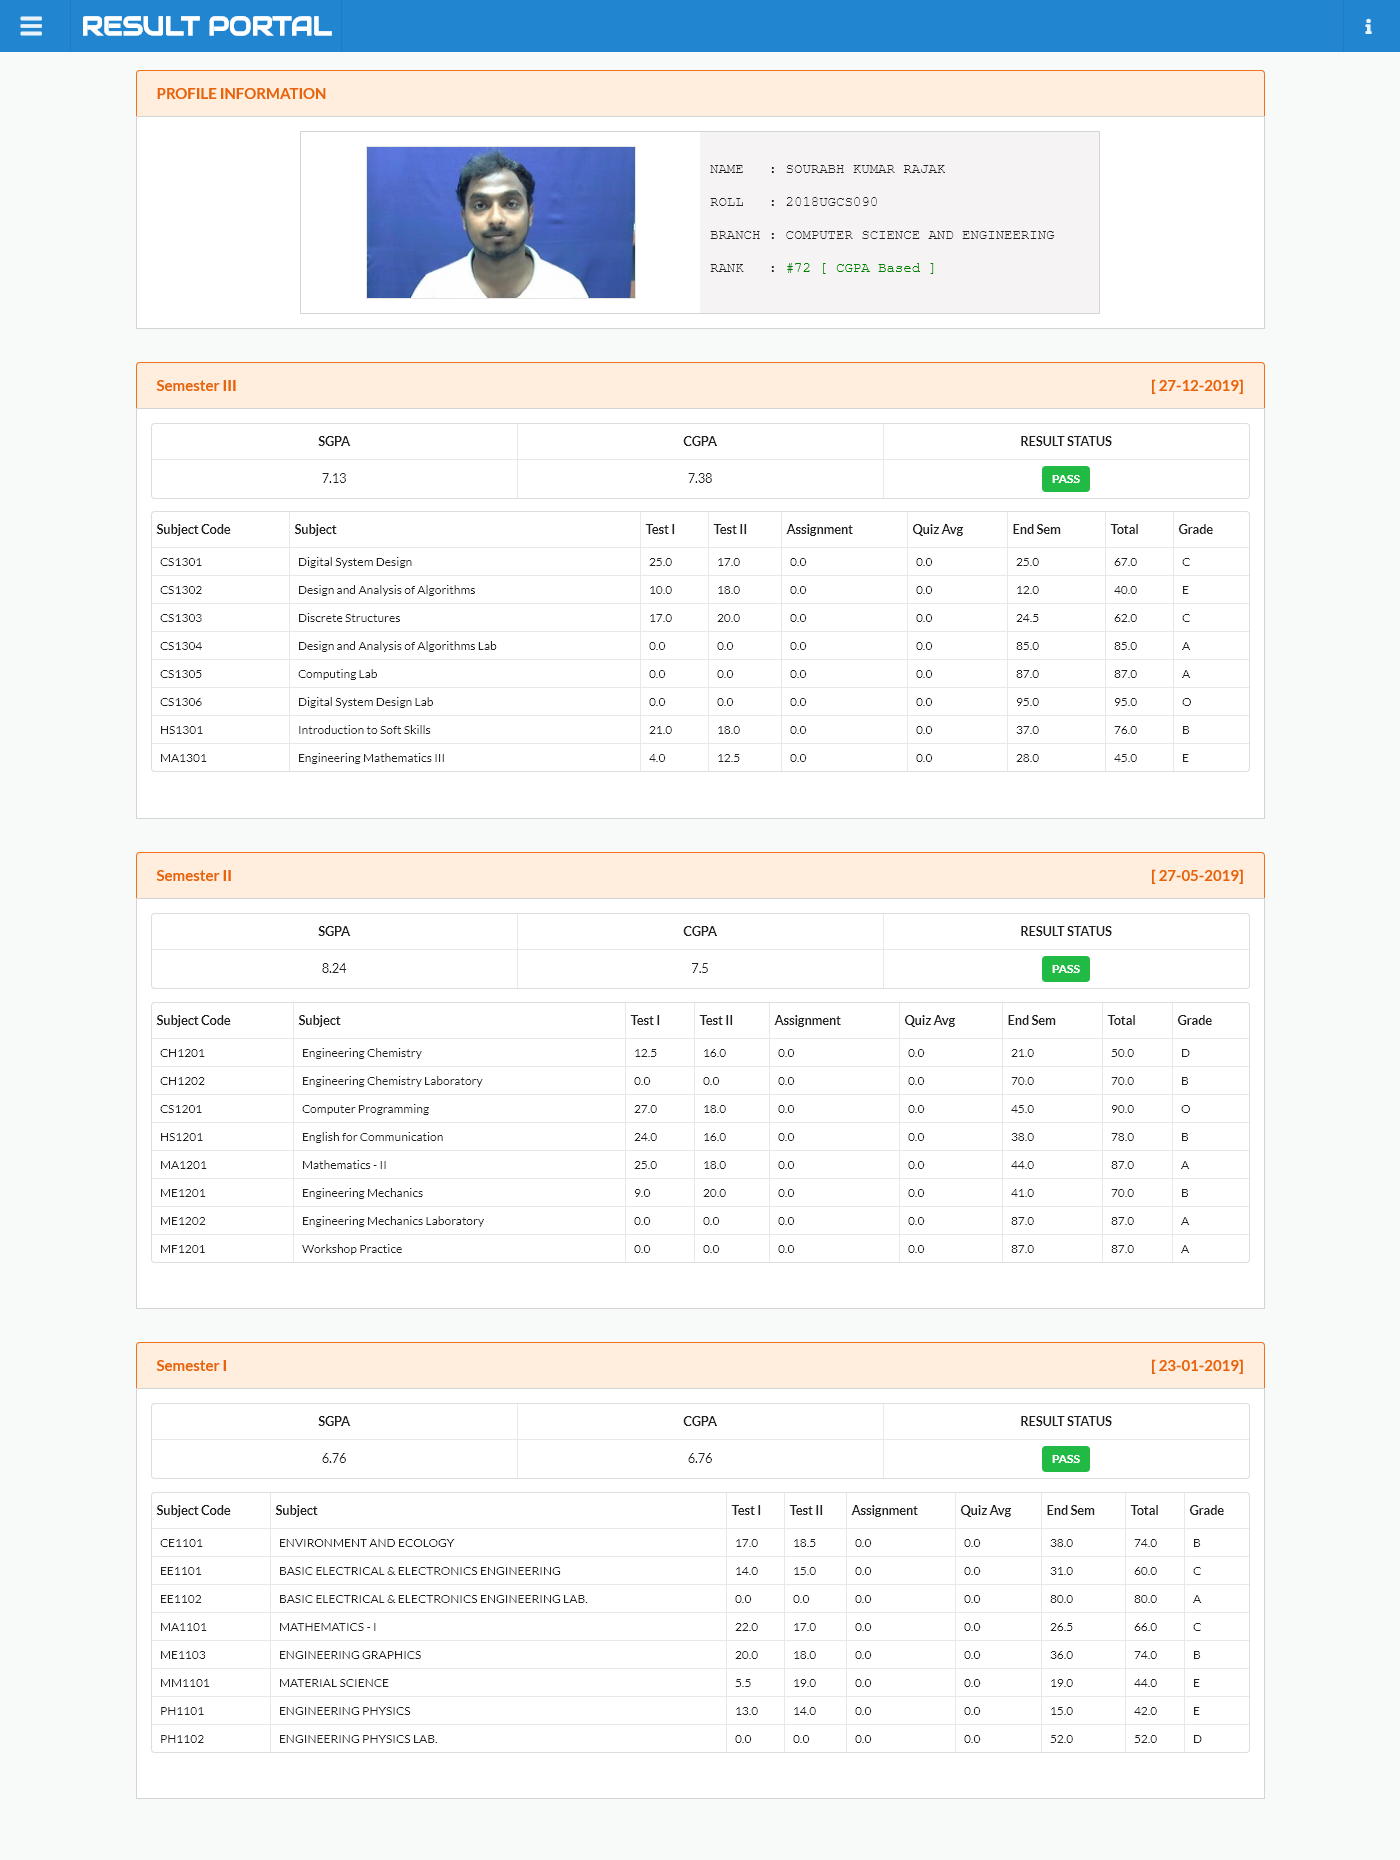 RESULT PORTAL
PROFILE INFORMATION
NAME : SOURABH KUMAR RAJAK
ROLL : 2018UGCS090
BRANCH : COMPUTER SCIENCE AND ENGINEERING
RANK : #72 [ CGPA Based ]
Semester III [ 27-12-2019]
SGPA CGPA RESULT STATUS
7.13 7.38 PASS
Subject Code Subject Test I Test II Assignment Quiz Avg End Sem Total Grade
CS1301 Digital System Design 25.0 17.0 0.0 0.0 25.0 67.0 C
CS1302 Design and Analysis of Algorithms 10.0 18.0 0.0 0.0 12.0 40.0 E
CS1303 Discrete Structures 17.0 20.0 0.0 0.0 24.5 62.0 C
CS1304 Design and Analysis of Algorithms Lab 0.0 0.0 0.0 0.0 85.0 85.0 A
CS1305 Computing Lab 0.0 0.0 0.0 0.0 87.0 87.0 A
CS1306 Digital System Design Lab 0.0 0.0 0.0 0.0 95.0 95.0 O
HS1301 Introduction to Soft Skills 21.0 18.0 0.0 0.0 37.0 76.0 B
MA1301 Engineering Mathematics III 4.0 12.5 0.0 0.0 28.0 45.0 E
Semester II [ 27-05-2019]
SGPA CGPA RESULT STATUS
8.24 7.5 PASS
Subject Code Subject Test I Test II Assignment Quiz Avg End Sem Total Grade
CH1201 Engineering Chemistry 12.5 16.0 0.0 0.0 21.0 50.0 D
CH1202 Engineering Chemistry Laboratory 0.0 0.0 0.0 0.0 70.0 70.0 B
CS1201 Computer Programming 27.0 18.0 0.0 0.0 45.0 90.0 O
HS1201 English for Communication 24.0 16.0 0.0 0.0 38.0 78.0 B
MA1201 Mathematics - II 25.0 18.0 0.0 0.0 44.0 87.0 A
ME1201 Engineering Mechanics 9.0 20.0 0.0 0.0 41.0 70.0 B
ME1202 Engineering Mechanics Laboratory 0.0 0.0 0.0 0.0 87.0 87.0 A
MF1201 Workshop Practice 0.0 0.0 0.0 0.0 87.0 87.0 A
Semester I [ 23-01-2019]
SGPA CGPA RESULT STATUS
6.76 6.76 PASS
Subject Code Subject Test I Test II Assignment Quiz Avg End Sem Total Grade
CE1101 ENVIRONMENT AND ECOLOGY 17.0 18.5 0.0 0.0 38.0 74.0 B
EE1101 BASIC ELECTRICAL & ELECTRONICS ENGINEERING 14.0 15.0 0.0 0.0 31.0 60.0 C
EE1102 BASIC ELECTRICAL & ELECTRONICS ENGINEERING LAB. 0.0 0.0 0.0 0.0 80.0 80.0 A
MA1101 MATHEMATICS - I 22.0 17.0 0.0 0.0 26.5 66.0 C
ME1103 ENGINEERING GRAPHICS 20.0 18.0 0.0 0.0 36.0 74.0 B
MM1101 MATERIAL SCIENCE 5.5 19.0 0.0 0.0 19.0 44.0 E
PH1101 ENGINEERING PHYSICS 13.0 14.0 0.0 0.0 15.0 42.0 E
PH1102 ENGINEERING PHYSICS LAB. 0.0 0.0 0.0 0.0 52.0 52.0 D